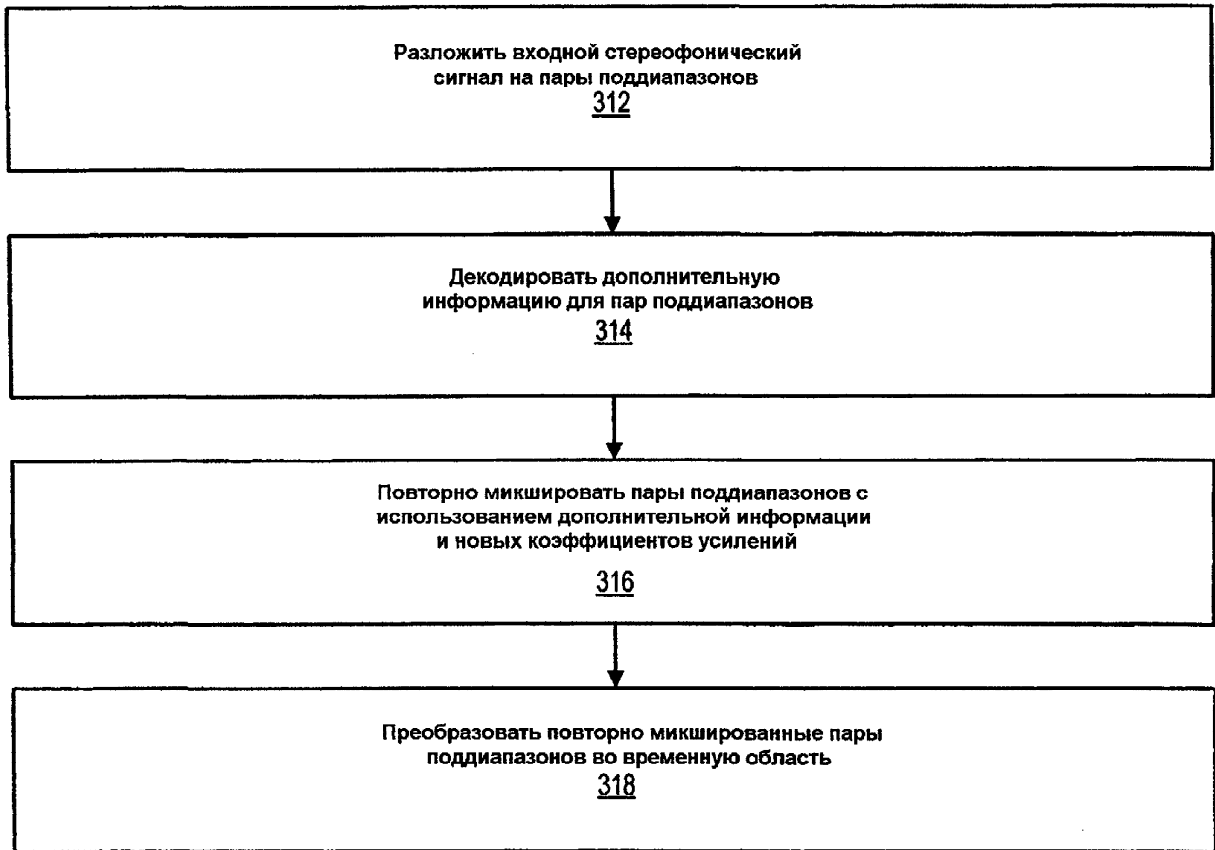 Разложить входной стереофонический
сигнал на пары поддиапазонов
312
Декодировать дополнительную
информацию для пар поддиапазонов
314
Повторно микшировать пары поддиапазонов с
использованием дополнительной информации
и новых коэффициентов усилений
316
Преобразовать повторно микшированные пары
поддиапазонов во временную область
318